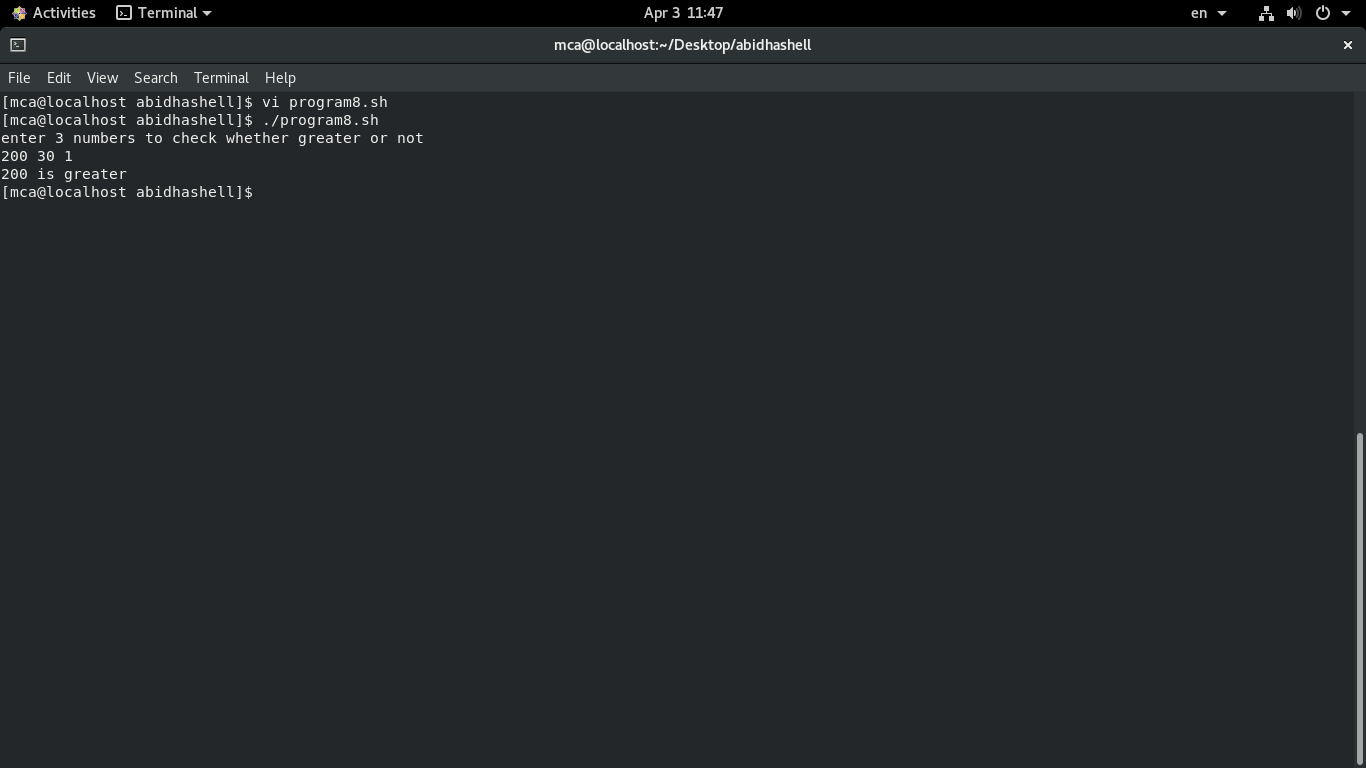 Activities Terminal Apr 3 11:47 en
mca@localhost:~/Desktop/abidhashell
File Edit View Search Terminal Help
[mca@localhost abidhashell]$ vi program8.sh
[mca@localhost abidhashell]$ ./program8.sh
enter 3 numbers to check whether greater or not
200 30 1
200 is greater
[mca@localhost abidhashell]$